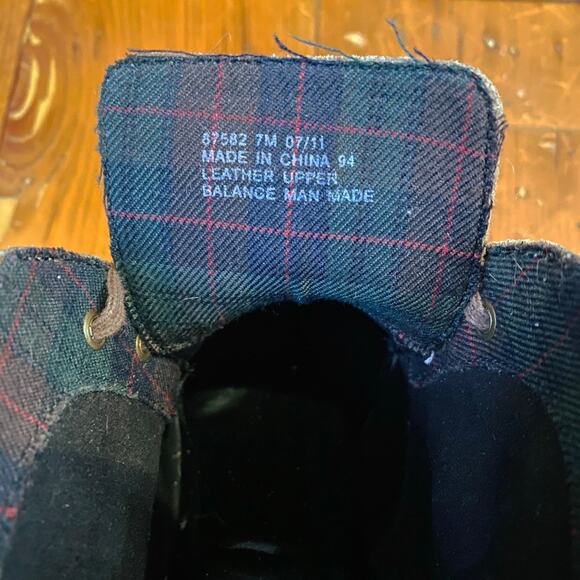 87582 7M 07/11
MADE IN CHINA 94
LEATHER UPPER
BALANCE MAN MADE